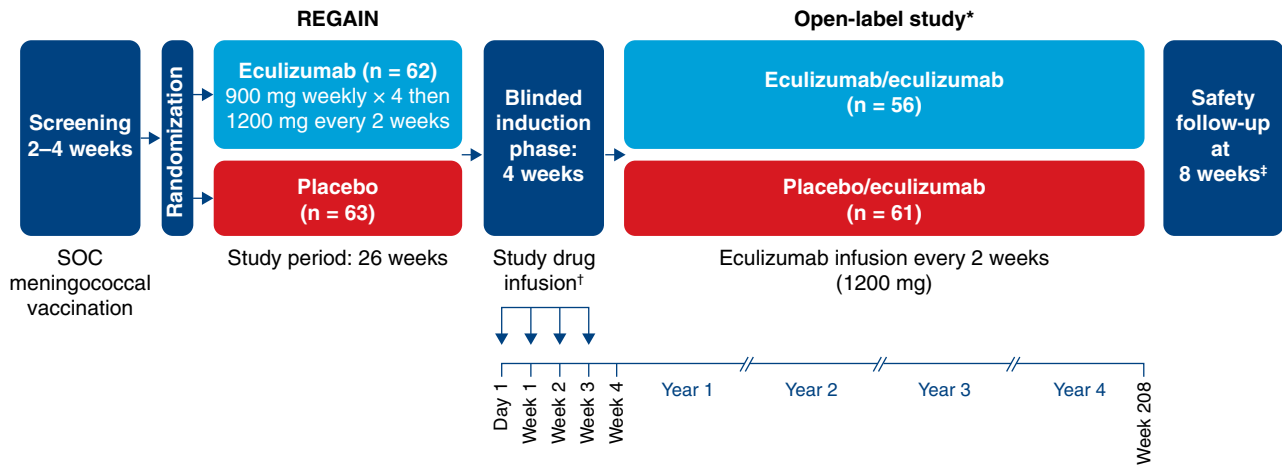 REGAIN
Open-label study*
Screening
2–4 weeks
Randomization
Eculizumab (n = 62)
900 mg weekly × 4 then
1200 mg every 2 weeks
Placebo
(n = 63)
Blinded
induction
phase:
4 weeks
Eculizumab/eculizumab
(n = 56)
Placebo/eculizumab
(n = 61)
Safety
follow-up
at
8 weeks‡
SOC
meningococcal
vaccination
Study period: 26 weeks
Study drug
infusion†
Eculizumab infusion every 2 weeks
(1200 mg)
Day 1
Week 1
Week 2
Week 3
Week 4
Year 1
Year 2
Year 3
Year 4
Week 208